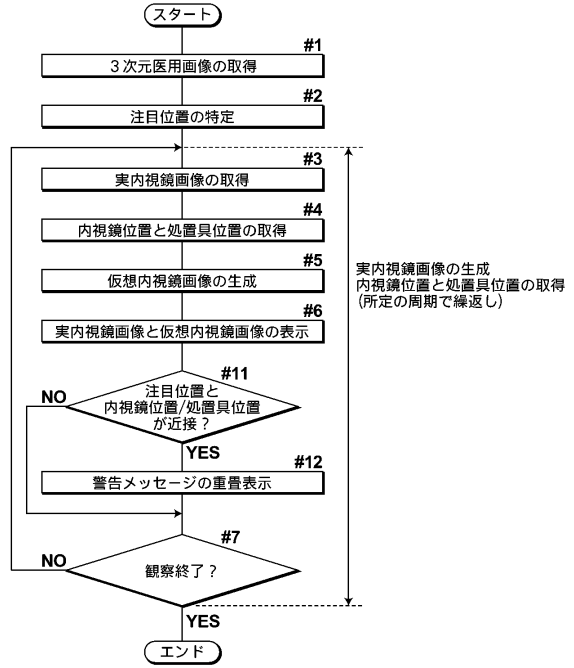 スタート
#1
3次元医用画像の取得
#2
注目位置の特定
#3
実内視鏡画像の取得
#4
内視鏡位置と処置具位置の取得
#5
仮想内視鏡画像の生成
#6
実内視鏡画像と仮想内視鏡画像の表示
実内視鏡画像の生成
内視鏡位置と処置具位置の取得
(所定の周期で繰返し)
#11
注目位置と
内視鏡位置/処置具位置
が近接？
NO
YES
#12
警告メッセージの重畳表示
#7
観察終了？
NO
YES
エンド